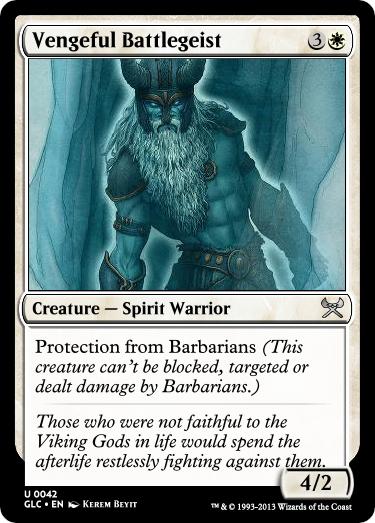 Vengeful Battlegeist 3
Creature — Spirit Warrior
Protection from Barbarians (This
creature can't be blocked, targeted or
dealt damage by Barbarians.)
Those who were not faithful to the
Viking Gods in life would spend the
afterlife restlessly fighting against them.
4/2
U 0042
GLC • EN Kerem Beyit
™ & © 1993-2013 Wizards of the Coast